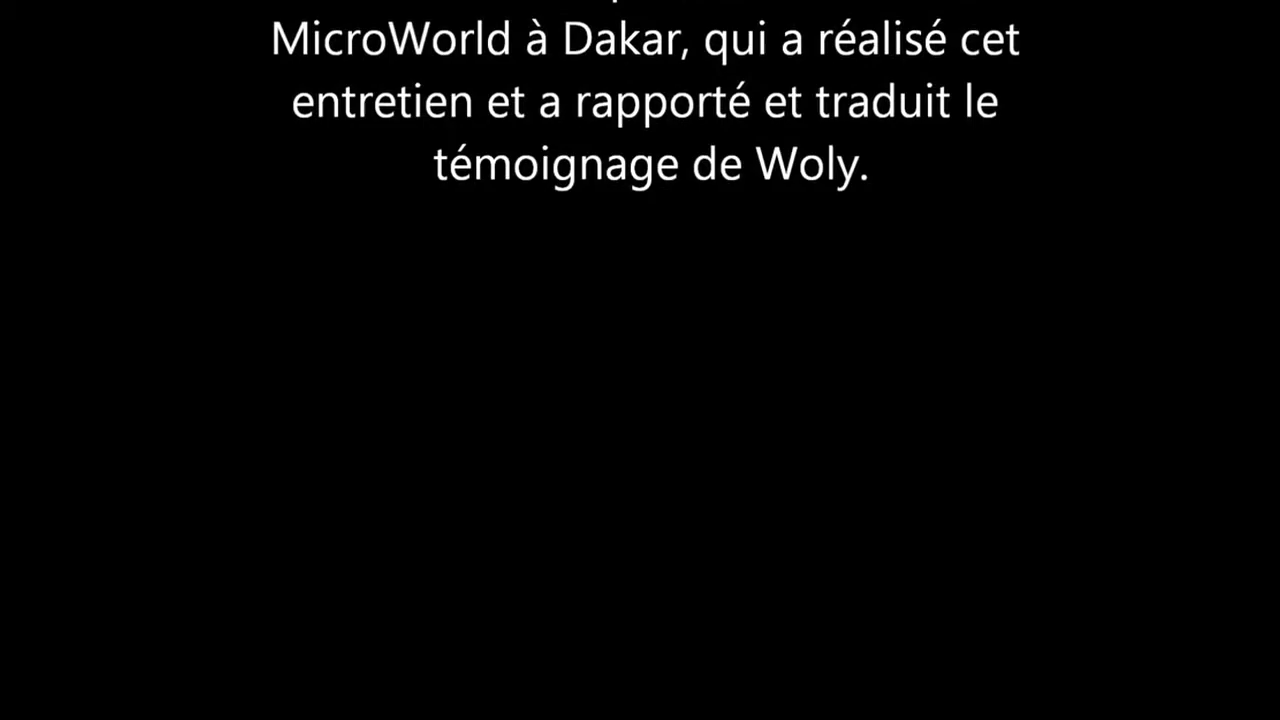 MicroWorld à Dakar, qui a réalisé cet
entretien et a rapporté et traduit le
témoignage de Woly.